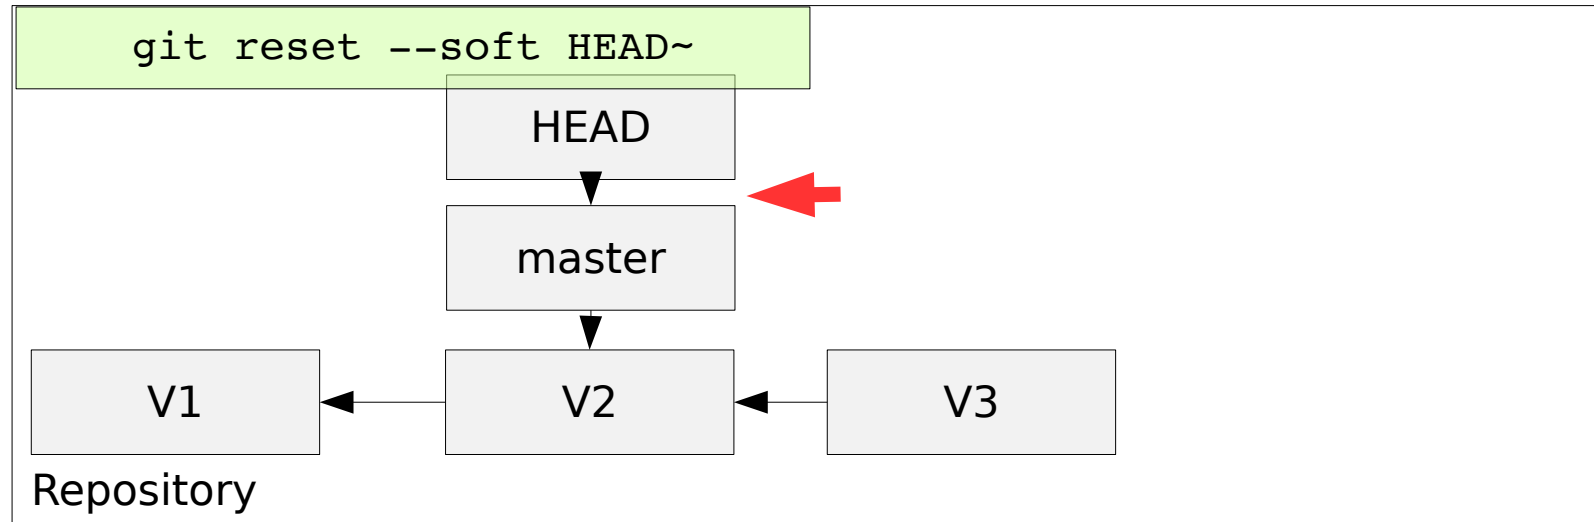 git reset --soft HEAD~
HEAD
master
V1
V2
V3
Repository